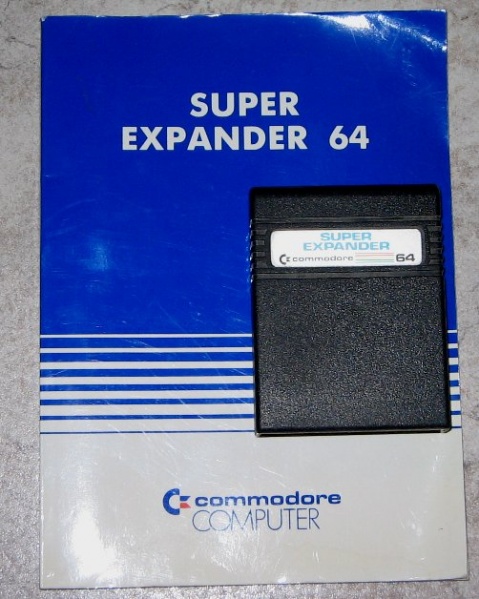 SUPER
EXPANDER 64
SUPER
EXPANDER
commodore 64
commodore
COMPUTER